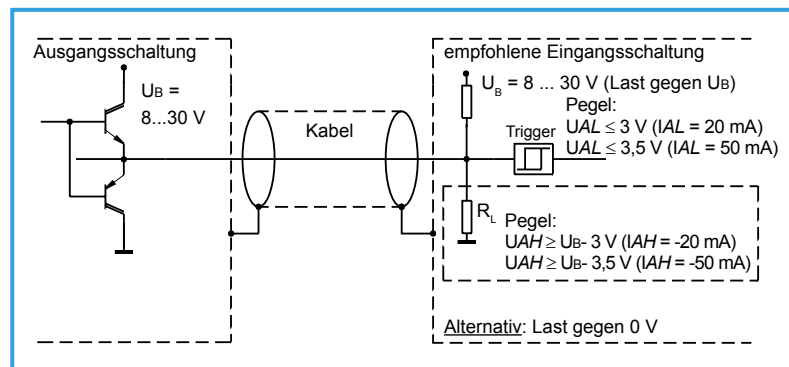 Ausgangsschaltung
UB =
8...30 V
Kabel
empfohlene Eingangsschaltung
UB = 8 ... 30 V (Last gegen UB)
Pegel:
Trigger
UAL ≤ 3 V (IAL = 20 mA)
UAL ≤ 3,5 V (IAL = 50 mA)
RL
Pegel:
UAH ≥ UB- 3 V (IAH = -20 mA)
UAH ≥ UB- 3,5 V (IAH = -50 mA)
Alternativ: Last gegen 0 V